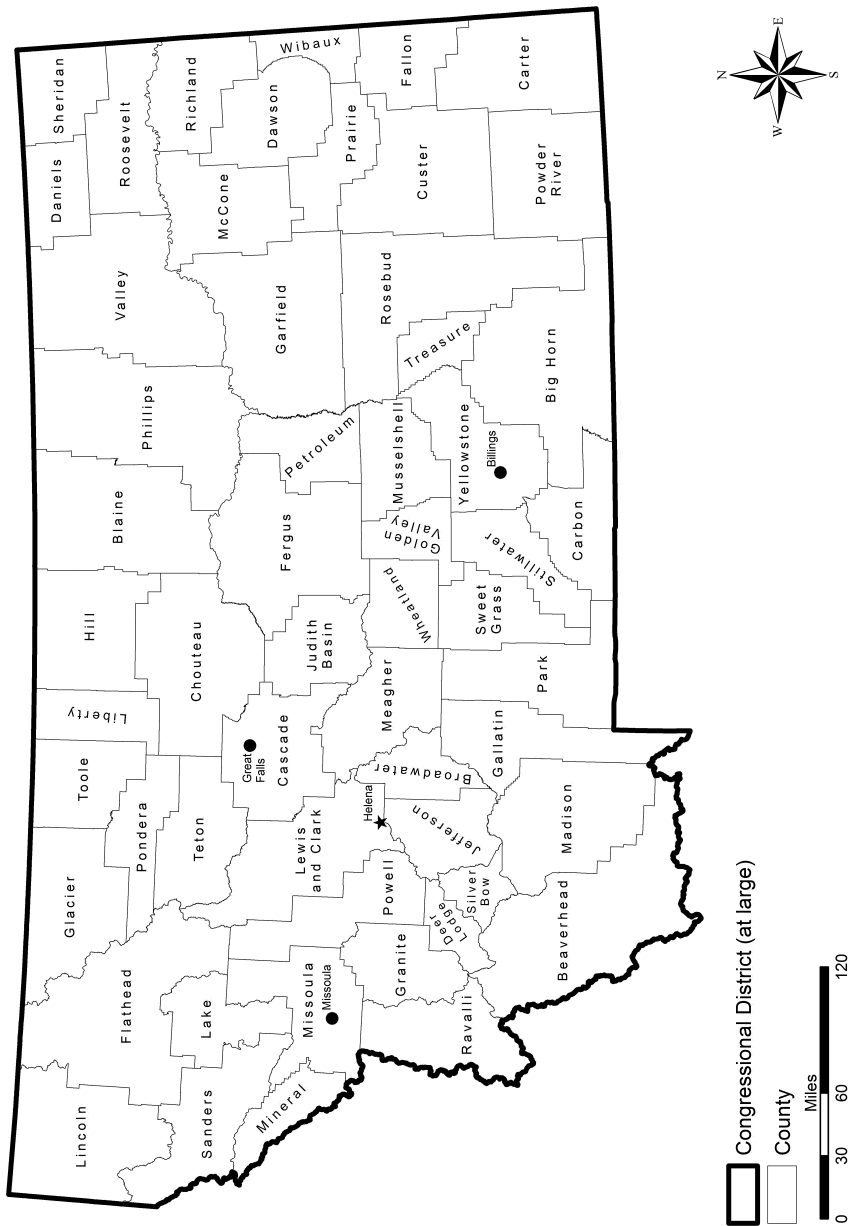 Lincoln
Flathead
Glacier
Toole
Liberty
Hill
Blaine
Phillips
Valley
Daniels
Sheridan
Roosevelt
Sanders
Lake
Pondera
Teton
Chouteau
Richland
McCone
Dawson
Wibaux
Mineral
Missoula
Missoula
Lewis
and Clark
Great
Falls
Cascade
Judith
Basin
Fergus
Petroleum
Garfield
Prairie
Fallon
Powell
Granite
Helena
Broadwater
Meagher
Wheatland
Golden
Valley
Musselshell
Rosebud
Treasure
Custer
Ravalli
Deer
Lodge
Silver
Bow
Jefferson
Gallatin
Sweet
Grass
Stillwater
Yellowstone
Billings
Beaverhead
Madison
Park
Carbon
Big Horn
Powder
River
Carter
Congressional District (at large)
County
Miles
0 30 60 120
N
W E
S